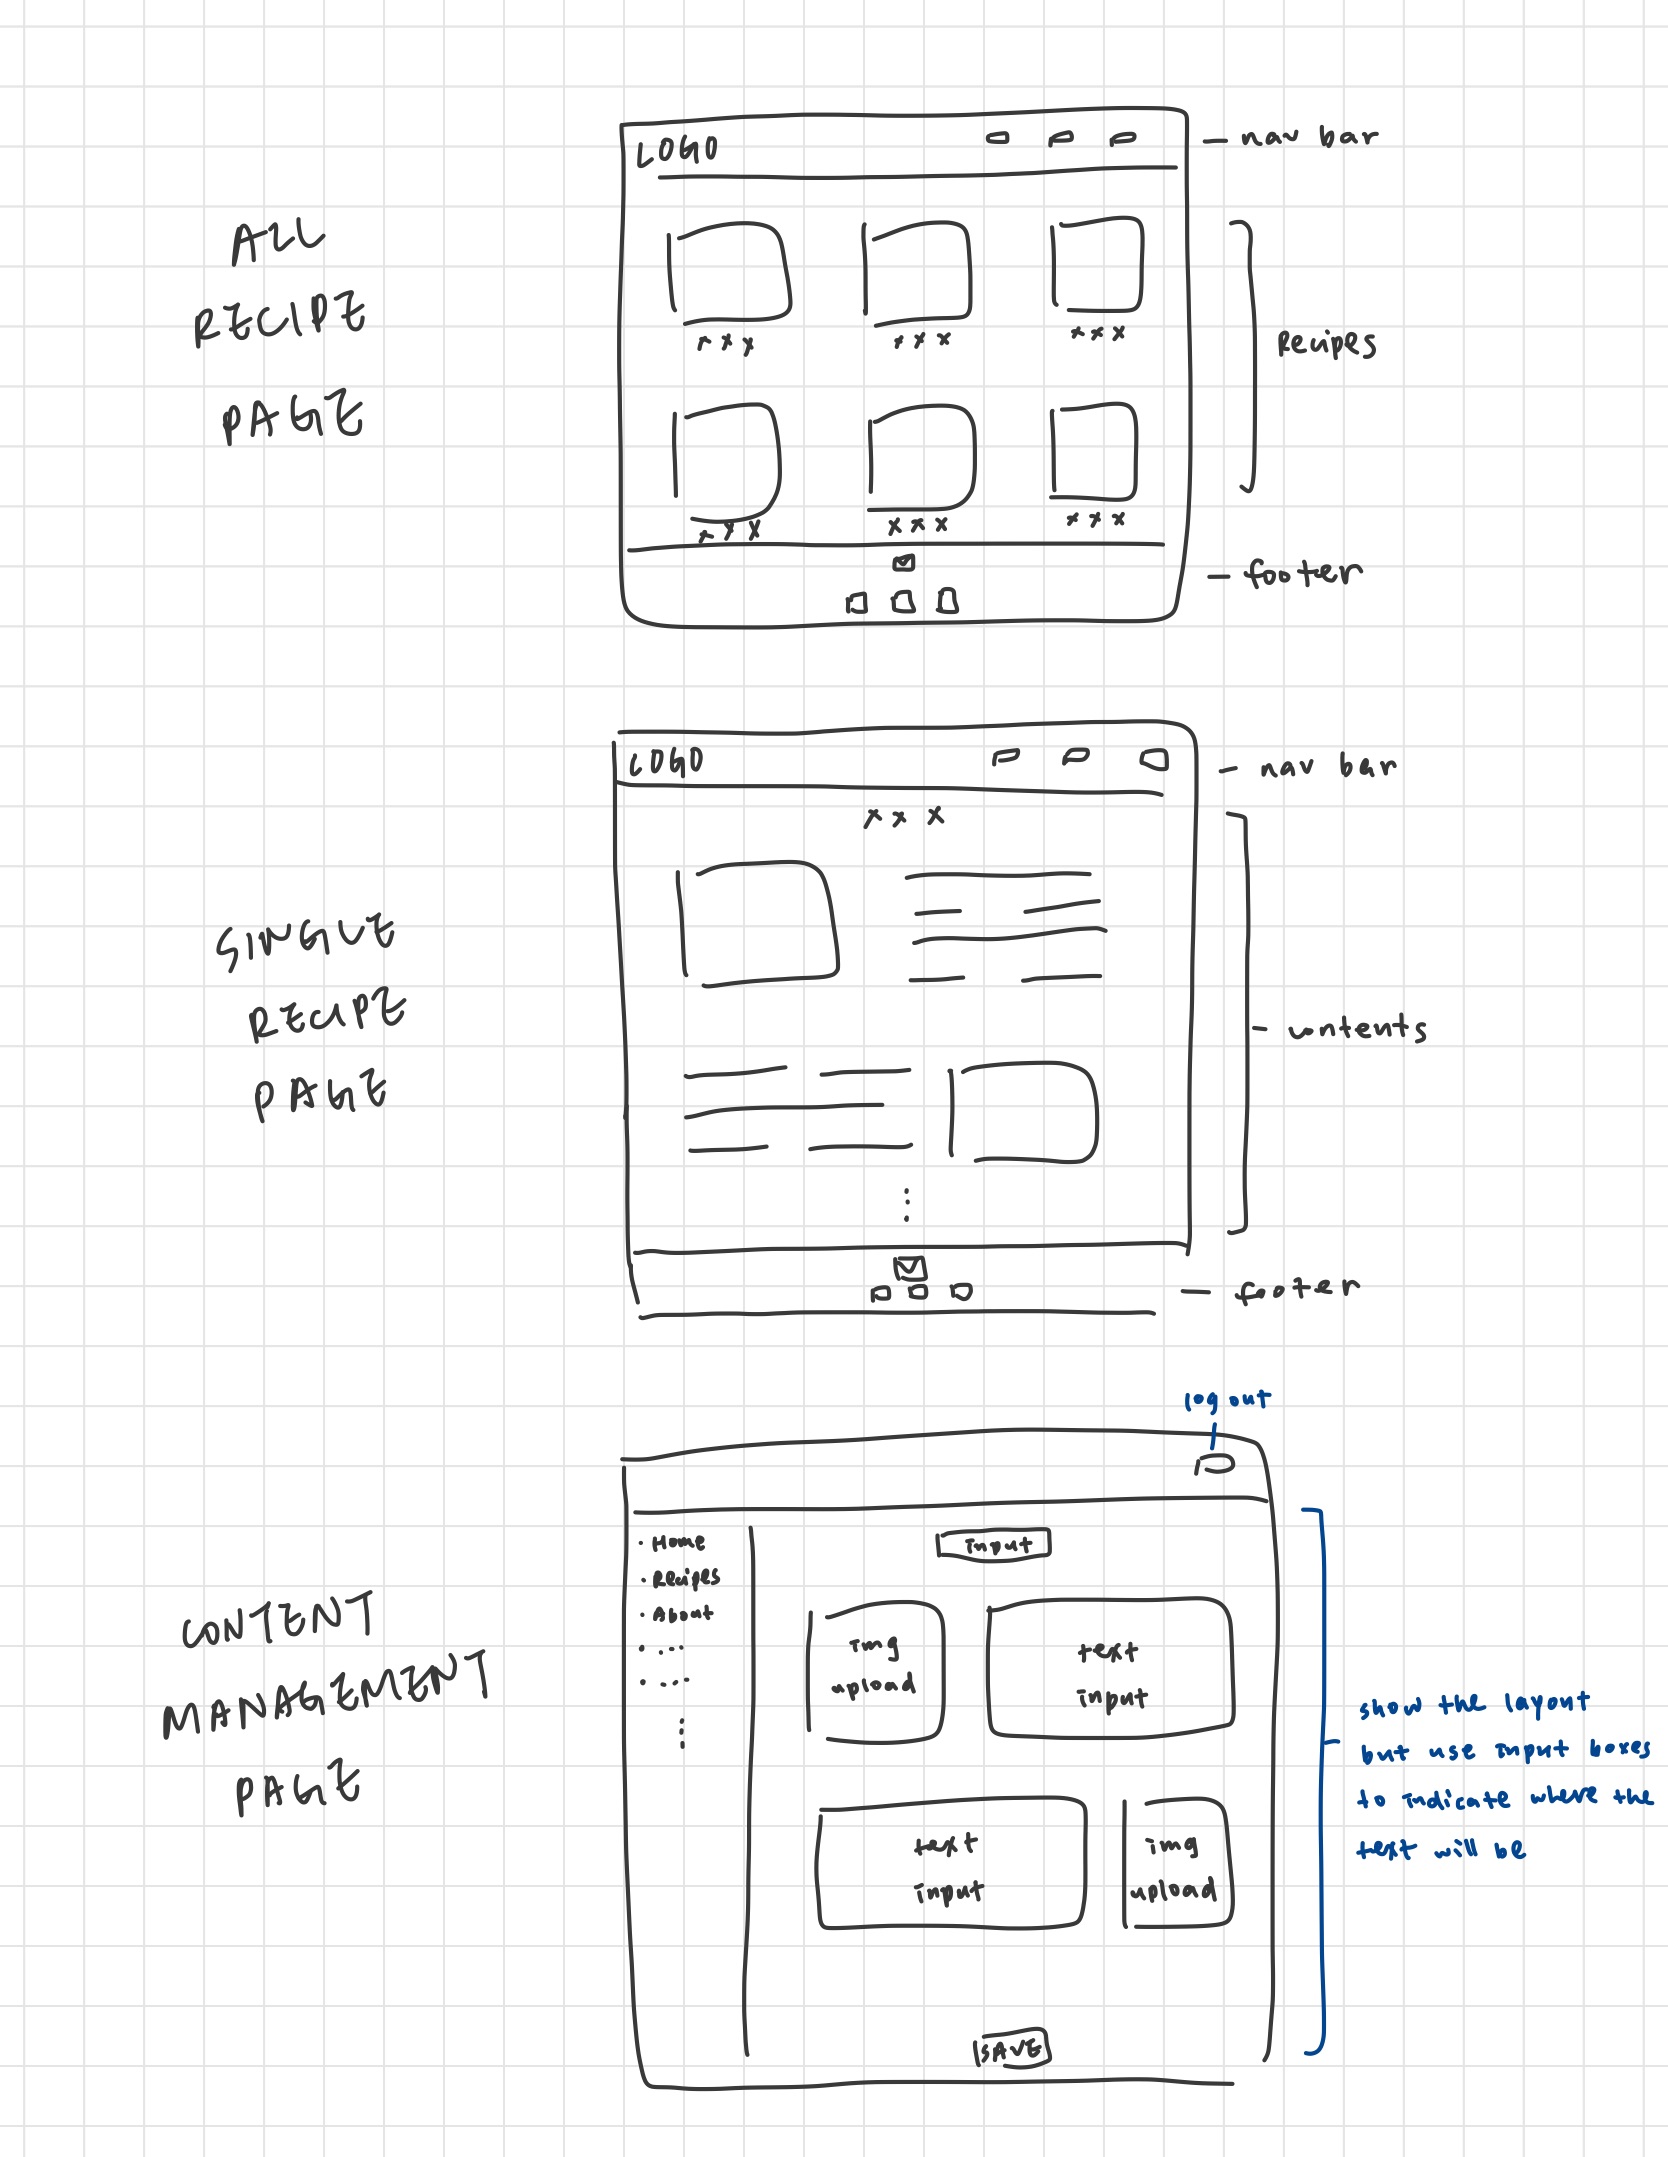 LOGO
- nav bar
ALL
RECIPE
PAGE
xxx
xxx
xxx
Recipes
xxx
xxx
xxx
- footer
LOGO
- nav bar
xxx
SINGLE
RECIPE
PAGE
- contents
- footer
log out
Home
Recipes
About
input
img
upload
text
input
CONTENT
MANAGEMENT
PAGE
show the layout
but use input boxes
to indicate where the
text will be
text
input
img
upload
SAVE